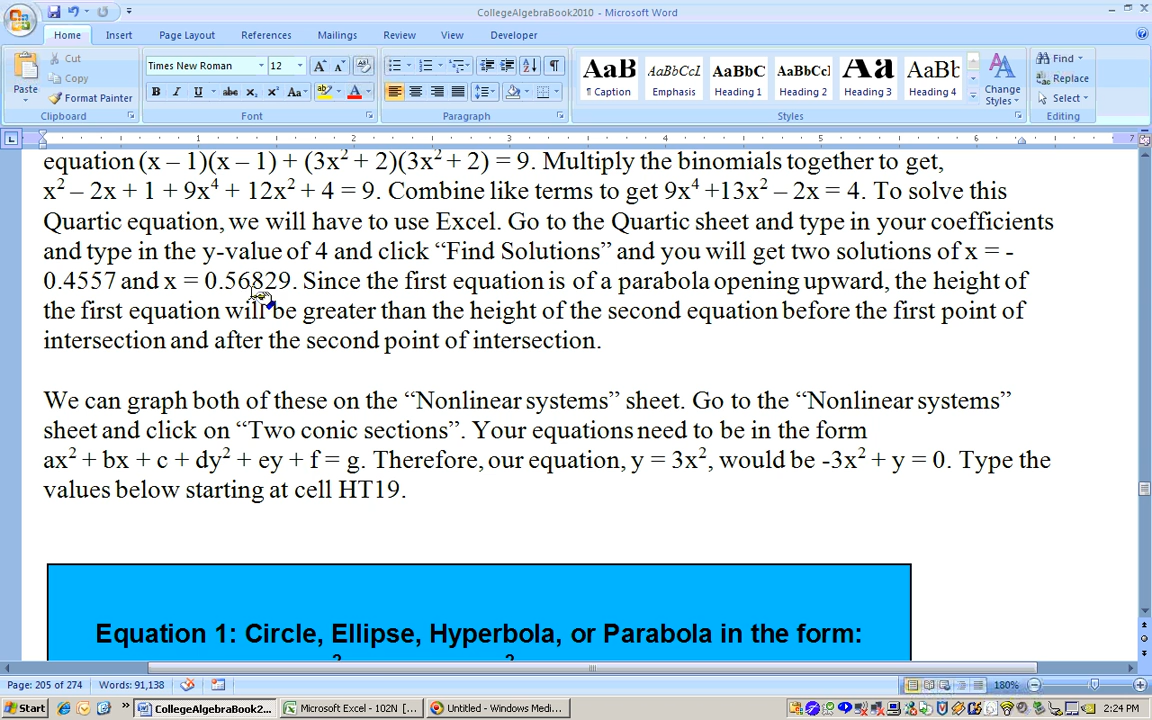 CollegeAlgebraBook2010 - Microsoft Word
Home Insert Page Layout References Mailings Review View Developer
Paste Cut Copy Format Painter Clipboard
Times New Roman 12 Font
Paragraph
AaB AaBbCcL AaBbC AaBbCcI Aa AaBb
¶ Caption Emphasis Heading 1 Heading 2 Heading 3 Heading 4 Change Styles Styles
Find Replace Select Editing
1 2 3 4 5 6 7
equation (x – 1)(x – 1) + (3x² + 2)(3x² + 2) = 9. Multiply the binomials together to get,
x² – 2x + 1 + 9x⁴ + 12x² + 4 = 9. Combine like terms to get 9x⁴ +13x² – 2x = 4. To solve this
Quartic equation, we will have to use Excel. Go to the Quartic sheet and type in your coefficients
and type in the y-value of 4 and click “Find Solutions” and you will get two solutions of x = -
0.4557 and x = 0.56829. Since the first equation is of a parabola opening upward, the height of
the first equation will be greater than the height of the second equation before the first point of
intersection and after the second point of intersection.
We can graph both of these on the “Nonlinear systems” sheet. Go to the “Nonlinear systems”
sheet and click on “Two conic sections”. Your equations need to be in the form
ax² + bx + c + dy² + ey + f = g. Therefore, our equation, y = 3x², would be -3x² + y = 0. Type the
values below starting at cell HT19.
Equation 1: Circle, Ellipse, Hyperbola, or Parabola in the form:
Page: 205 of 274 Words: 91,138 180%
Start CollegeAlgebraBook2... Microsoft Excel - 102N [... Untitled - Windows Medi... 2:24 PM